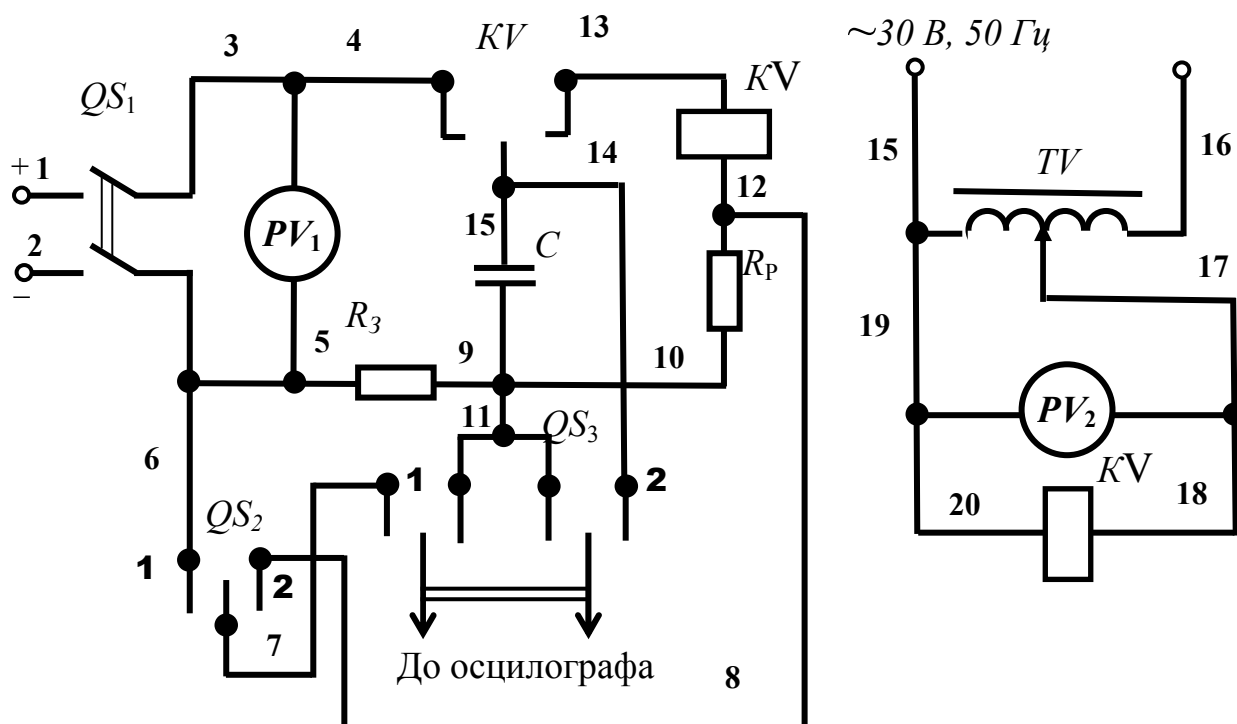 3 4 KV 13 ~30 В, 50 Гц
QS₁ KV
+ 1 14 15 TV 16
2 PV₁ 15 C 12
− R_P 17
R₃ 5 9 10 19
11 QS₃ PV₂
6 1 2 KV
QS₂ 20 18
1 2
7
До осцилографа 8